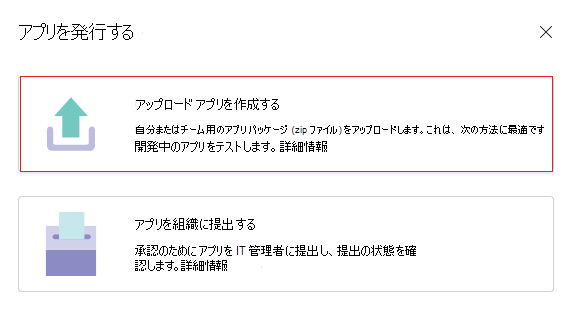 アプリを発行する
アップロード アプリを作成する
自分またはチーム用のアプリパッケージ (zip ファイル) をアップロードします。これは、次の方法に最適です
開発中のアプリをテストします。詳細情報
アプリを組織に提出する
承認のためにアプリを IT 管理者に提出し、提出の状態を確
認します。詳細情報